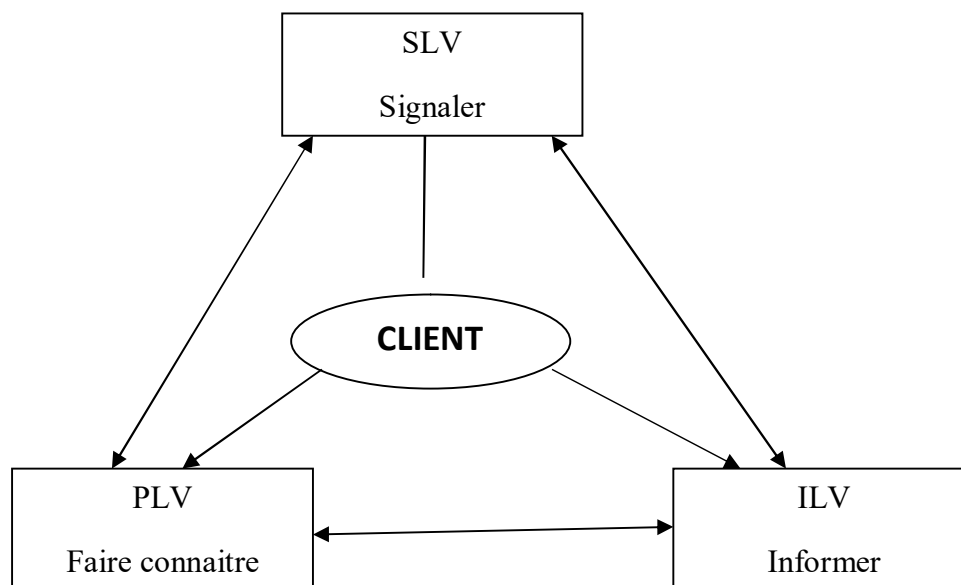 SLV
Signaler
CLIENT
PLV
Faire connaitre
ILV
Informer